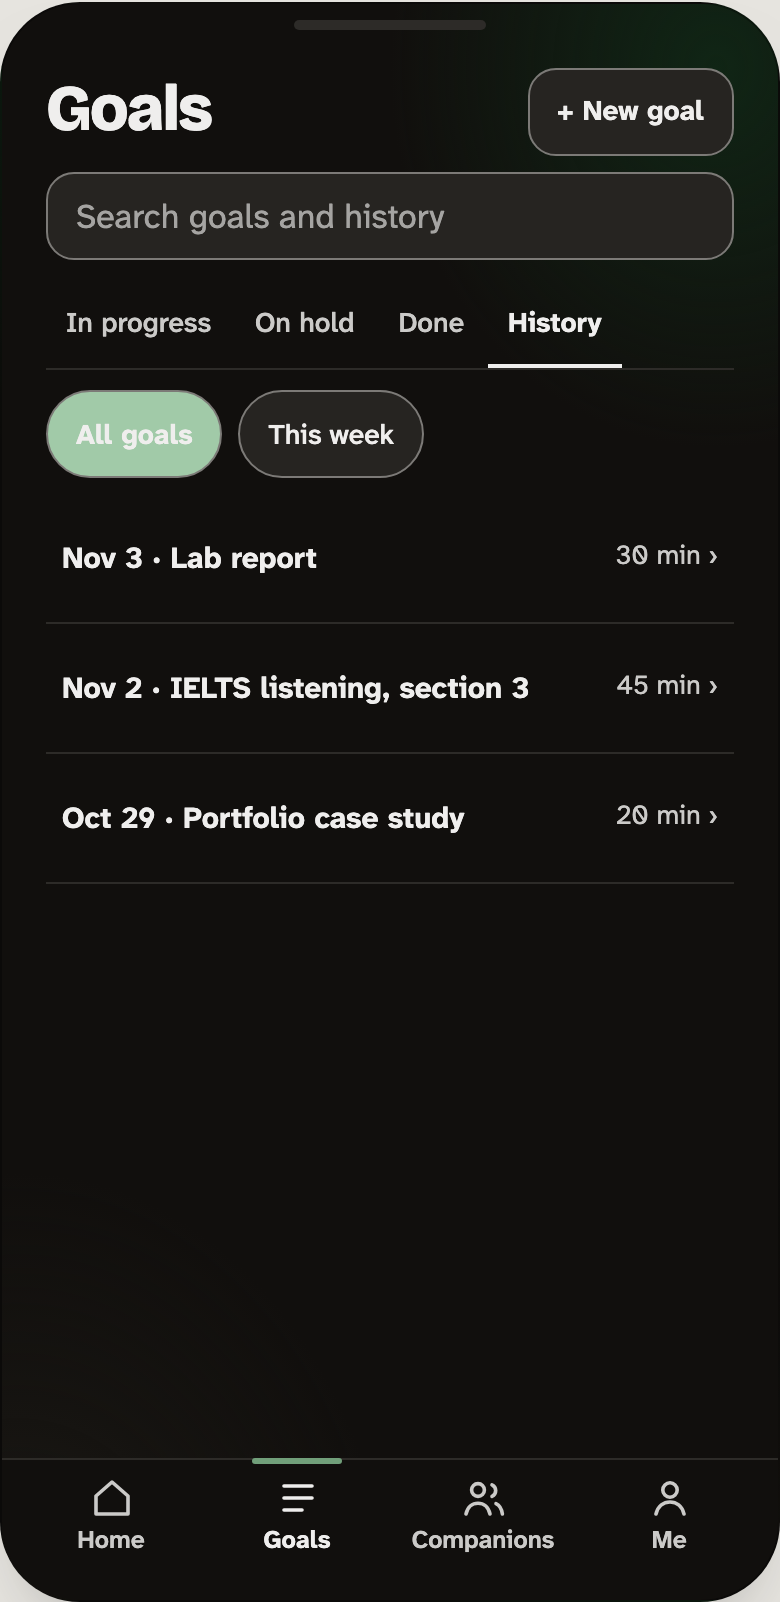 Goals
+ New goal
Search goals and history
In progress On hold Done History
All goals This week
Nov 3 · Lab report 30 min ›
Nov 2 · IELTS listening, section 3 45 min ›
Oct 29 · Portfolio case study 20 min ›
Home Goals Companions Me